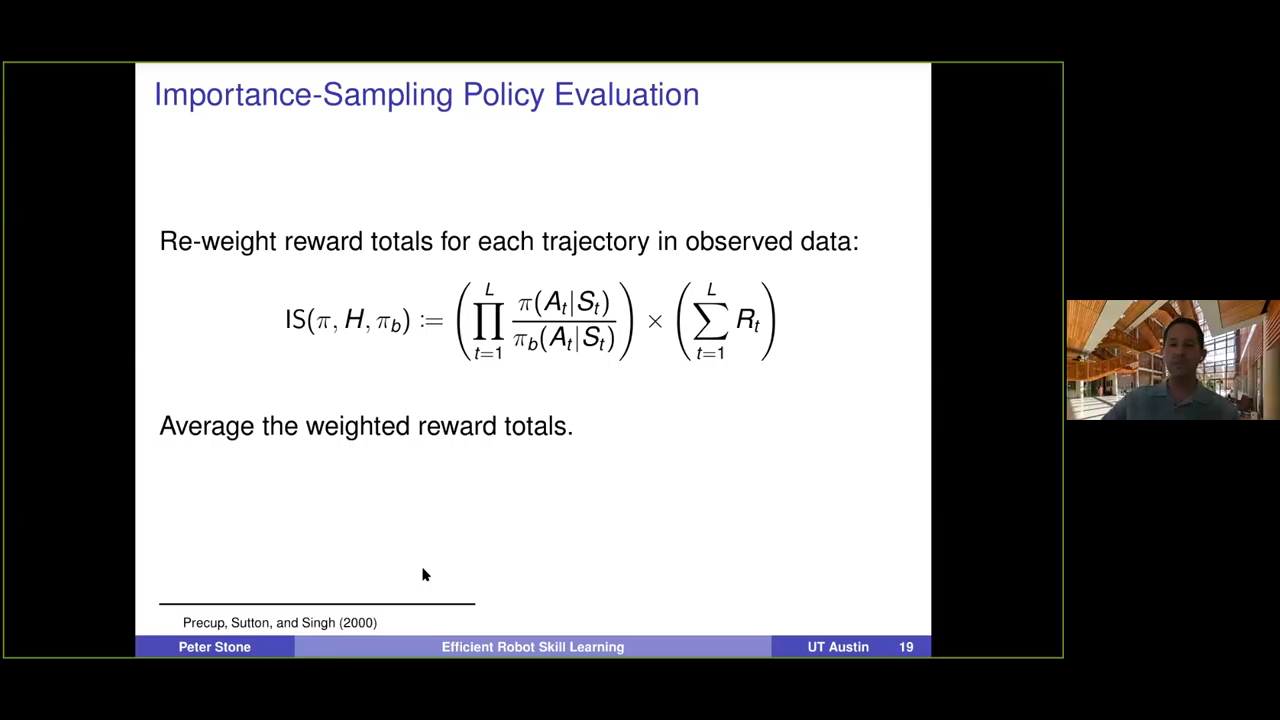 Importance-Sampling Policy Evaluation
Re-weight reward totals for each trajectory in observed data:
IS(π, H, π_b) := (∏_{t=1}^{L} π(A_t|S_t) / π_b(A_t|S_t)) × (∑_{t=1}^{L} R_t)
Average the weighted reward totals.
Precup, Sutton, and Singh (2000)
Peter Stone Efficient Robot Skill Learning UT Austin 19